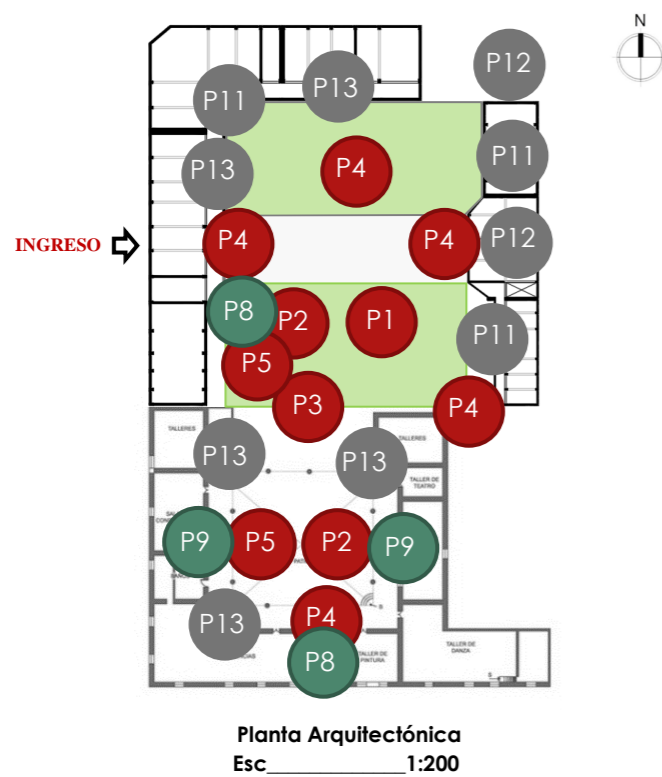 N
P12
P13
P11
P11
P4
P13
INGRESO
P4
P4
P12
P8
P2
P1
P5
P11
P3
P4
TALLERES
TALLERES
P13
P13
TALLER DE
TEATRO
P9
P5
P2
P9
P13
P4
P8
TALLER DE
PINTURA
TALLER DE
DANZA
Planta Arquitectónica
Esc____________1:200